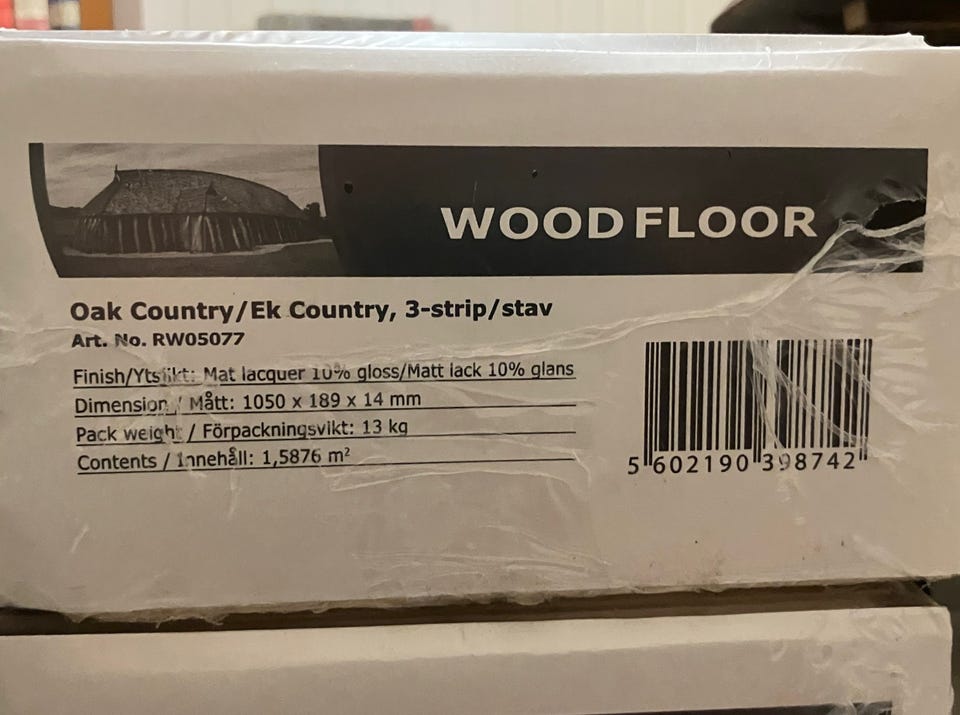 WOOD FLOOR
Oak Country/Ek Country, 3-strip/stav
Art. No. RW05077
Finish/Ytskikt: Mat lacquer 10% gloss/Matt lack 10% glans
Dimension / Mått: 1050 x 189 x 14 mm
Pack weight / Förpackningsvikt: 13 kg
Contents / Innehåll: 1,5876 m²
5 602190 398742